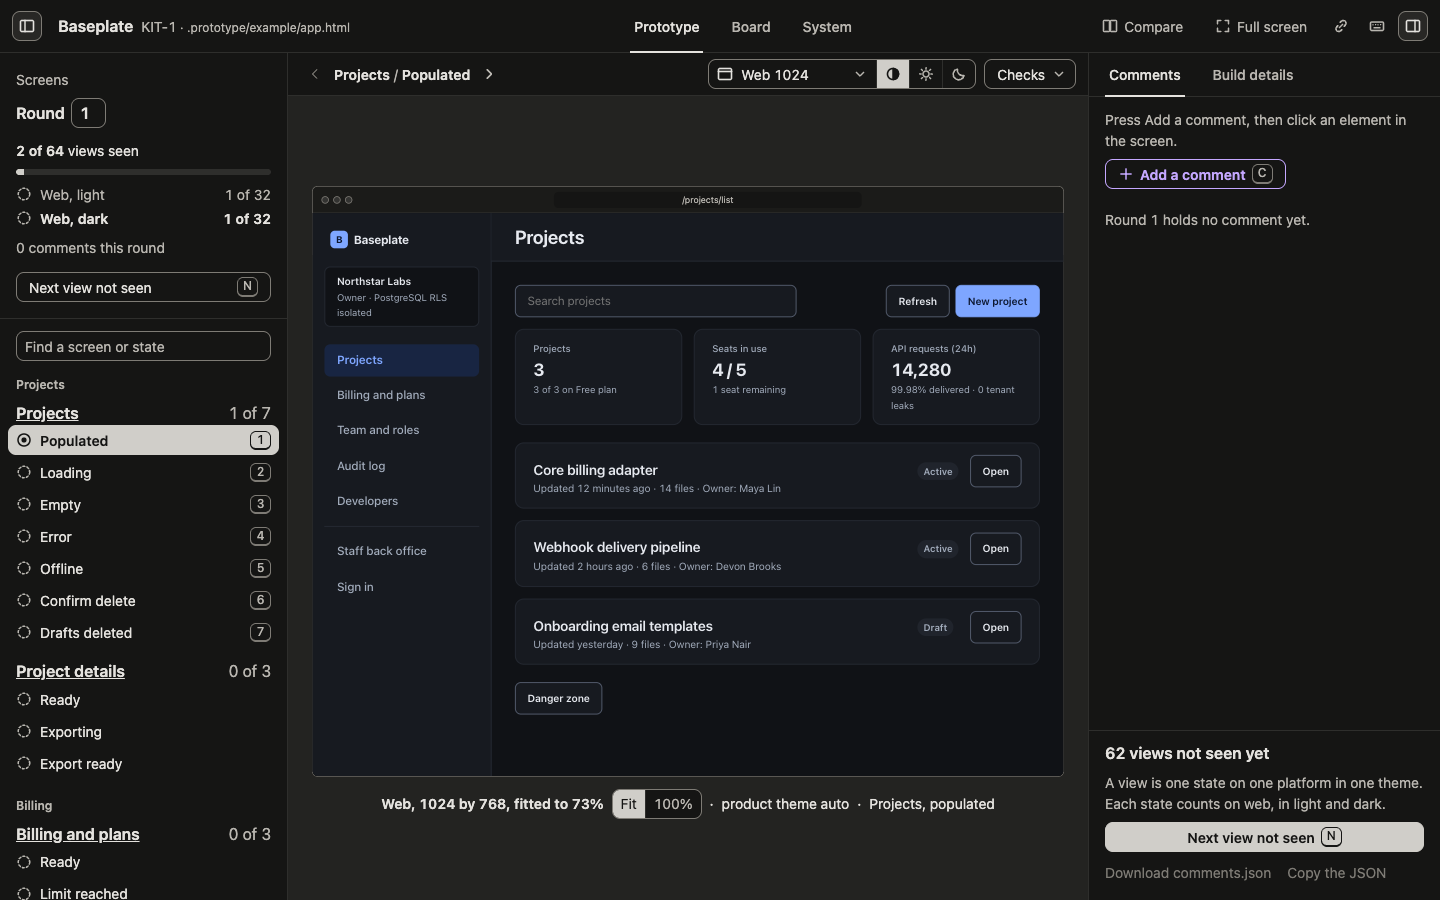 Baseplate KIT-1 · .prototype/example/app.html
Prototype
Board
System
Compare
Full screen
Screens
Round 1
2 of 64 views seen
Web, light 1 of 32
Web, dark 1 of 32
0 comments this round
Next view not seen N
Find a screen or state
Projects
Projects 1 of 7
Populated 1
Loading 2
Empty 3
Error 4
Offline 5
Confirm delete 6
Drafts deleted 7
Project details 0 of 3
Ready
Exporting
Export ready
Billing
Billing and plans 0 of 3
Ready
Limit reached
Projects / Populated
Web 1024
Checks
/projects/list
B Baseplate
Northstar Labs
Owner · PostgreSQL RLS
isolated
Projects
Billing and plans
Team and roles
Audit log
Developers
Staff back office
Sign in
Projects
Search projects
Refresh
New project
Projects
3
3 of 3 on Free plan
Seats in use
4 / 5
1 seat remaining
API requests (24h)
14,280
99.98% delivered · 0 tenant
leaks
Core billing adapter
Updated 12 minutes ago · 14 files · Owner: Maya Lin
Active
Open
Webhook delivery pipeline
Updated 2 hours ago · 6 files · Owner: Devon Brooks
Active
Open
Onboarding email templates
Updated yesterday · 9 files · Owner: Priya Nair
Draft
Open
Danger zone
Web, 1024 by 768, fitted to 73% Fit 100% · product theme auto · Projects, populated
Comments
Build details
Press Add a comment, then click an element in
the screen.
Add a comment C
Round 1 holds no comment yet.
62 views not seen yet
A view is one state on one platform in one theme.
Each state counts on web, in light and dark.
Next view not seen N
Download comments.json
Copy the JSON